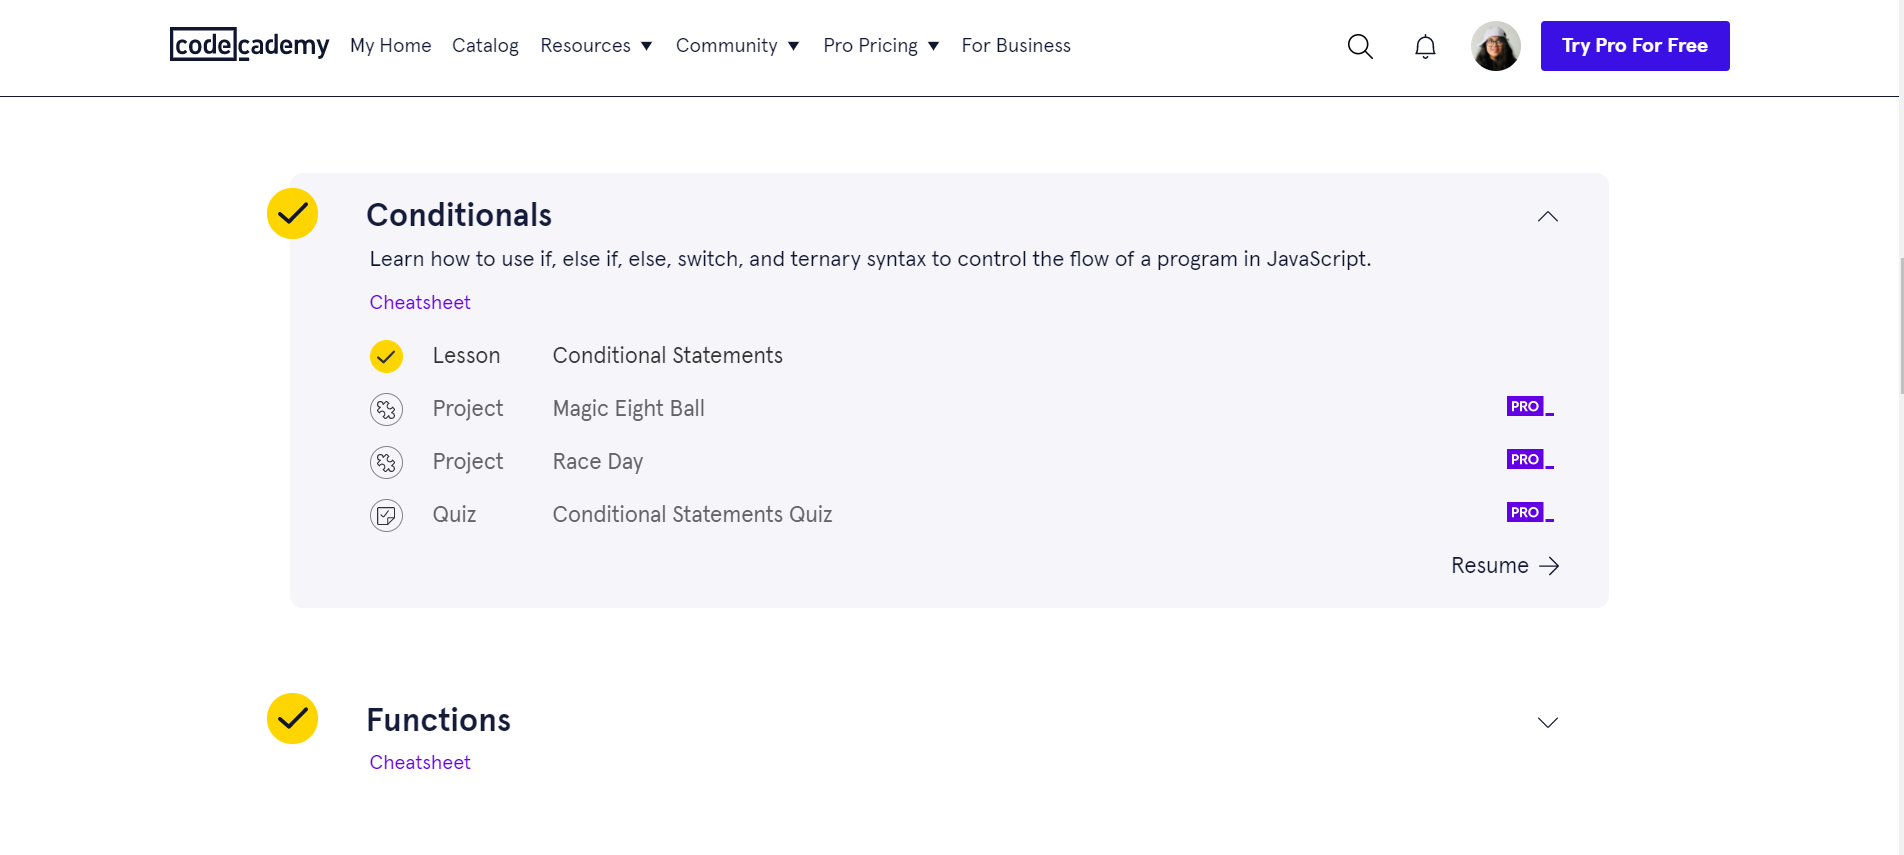 codecademy My Home Catalog Resources Community Pro Pricing For Business Try Pro For Free
Conditionals
Learn how to use if, else if, else, switch, and ternary syntax to control the flow of a program in JavaScript.
Cheatsheet
Lesson Conditional Statements
Project Magic Eight Ball PRO
Project Race Day PRO
Quiz Conditional Statements Quiz PRO
Resume
Functions
Cheatsheet